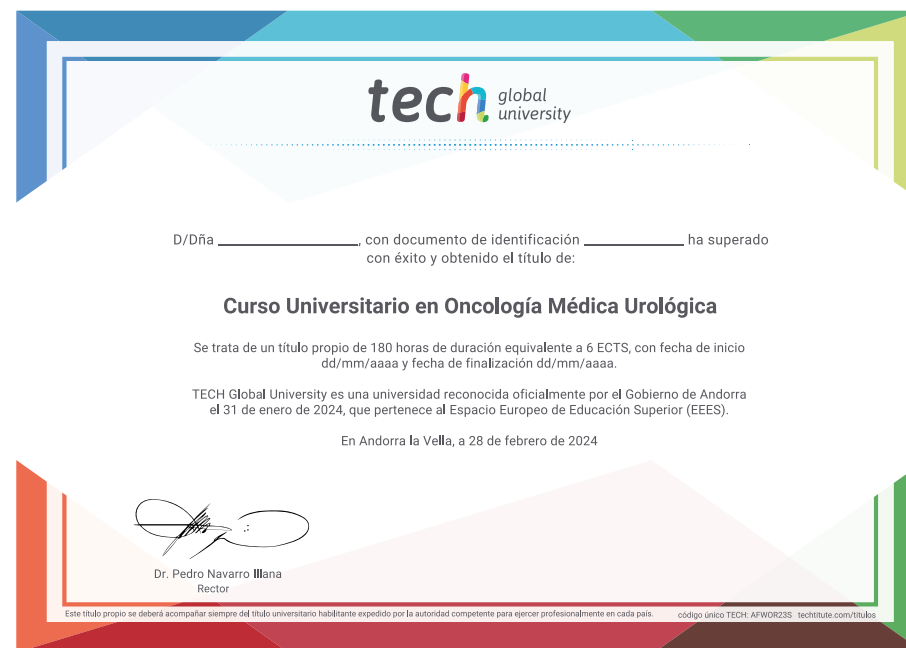 tech global university
D/Dña ____________________, con documento de identificación ______________ ha superado
con éxito y obtenido el título de:
Curso Universitario en Oncología Médica Urológica
Se trata de un título propio de 180 horas de duración equivalente a 6 ECTS, con fecha de inicio
dd/mm/aaaa y fecha de finalización dd/mm/aaaa.
TECH Global University es una universidad reconocida oficialmente por el Gobierno de Andorra
el 31 de enero de 2024, que pertenece al Espacio Europeo de Educación Superior (EEES).
En Andorra la Vella, a 28 de febrero de 2024
Dr. Pedro Navarro Illana
Rector
Este título propio se deberá acompañar siempre del título universitario habilitante expedido por la autoridad competente para ejercer profesionalmente en cada país.
código único TECH: AFWOR23S techtitute.com/titulos